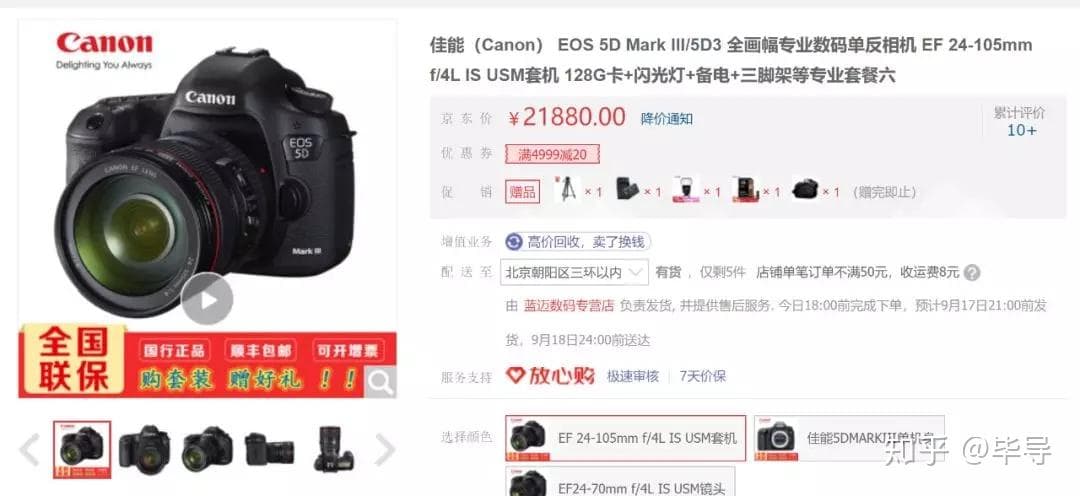 佳能（Canon） EOS 5D Mark III/5D3 全画幅专业数码单反相机 EF 24-105mm
f/4L IS USM套机 128G卡+闪光灯+备电+三脚架等专业套餐六
京 东 价 ￥21880.00 降价通知
累计评价
10+
优 惠 券 满4999减20
促 销 赠品 × 1 × 1 × 1 × 1 × 1 （赠完即止）
增值业务 高价回收，卖了换钱
配 送 至 北京朝阳区三环以内 有货 ，仅剩5件 店铺单笔订单不满50元，收运费8元 ?
由 蓝迈数码专营店 负责发货, 并提供售后服务. 今日18:00前完成下单，预计9月17日21:00前发
货，9月18日24:00前送达
服务支持 放心购 极速审核 7天价保
选择颜色 EF 24-105mm f/4L IS USM套机 佳能5DMARKIII单机身
EF24-70mm f/4L IS USM镜头
Canon
Delighting You Always
Canon
EOS
5D
CANON EF LENS
Mark III
全国
联保
国行正品 顺丰包邮 可开增票
购套装 赠好礼 ！！
知乎 @毕导